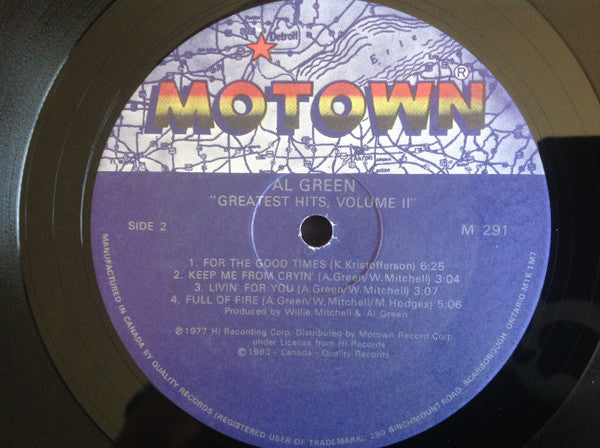 Detroit
Erie
MOTOWN®
AL GREEN
"GREATEST HITS, VOLUME II"
SIDE 2
M 291
1. FOR THE GOOD TIMES (K. Kristofferson) 6:25
2. KEEP ME FROM CRYIN' (A.Green/W. Mitchell) 3:04
3. LIVIN' FOR YOU (A.Green/W. Mitchell) 3:07
4. FULL OF FIRE (A.Green/W. Mitchell/M. Hodges) 5:06
Produced by Willie Mitchell & Al Green
℗ 1977 Hi Recording Corp. Distributed by Motown Record Corp.
under License from Hi Records
© 1983 - Canada - Quality Records
MANUFACTURED IN CANADA BY QUALITY RECORDS (REGISTERED USER OF TRADEMARK), 380 BIRCHMOUNT ROAD, SCARBOROUGH, ONTARIO M1K 1M7